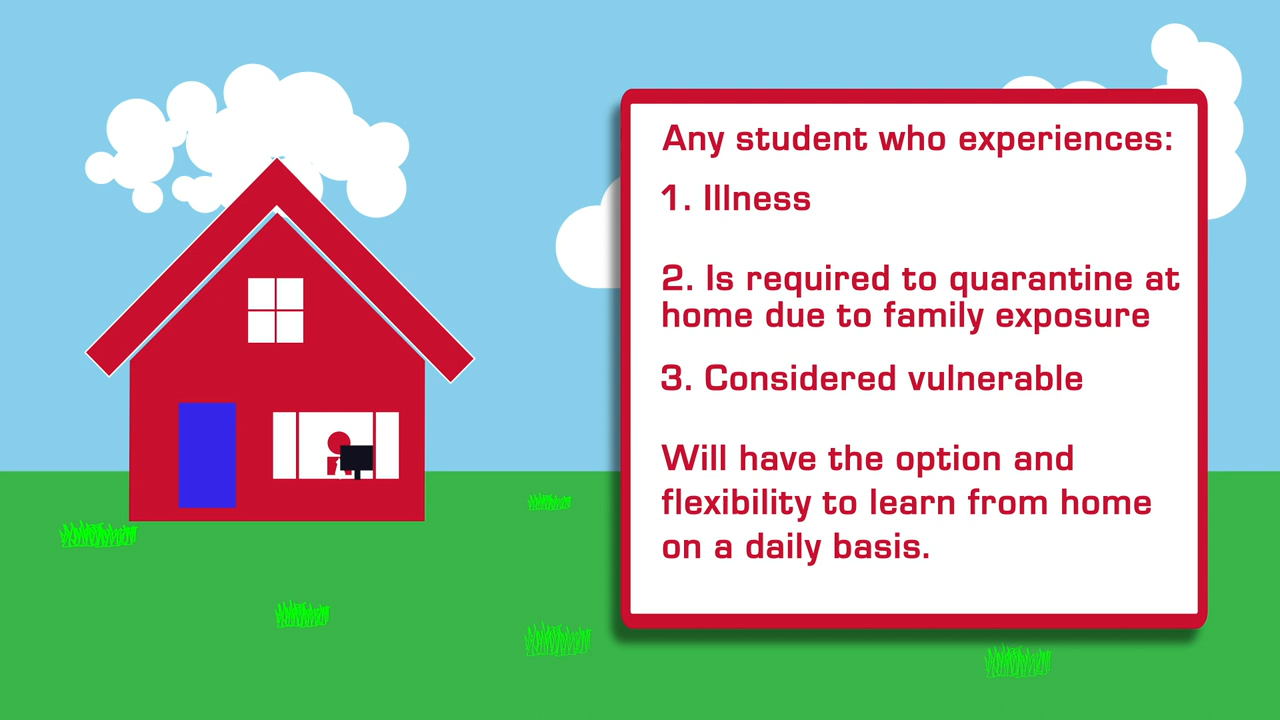 Any student who experiences:
1. Illness
2. Is required to quarantine at
home due to family exposure
3. Considered vulnerable
Will have the option and
flexibility to learn from home
on a daily basis.